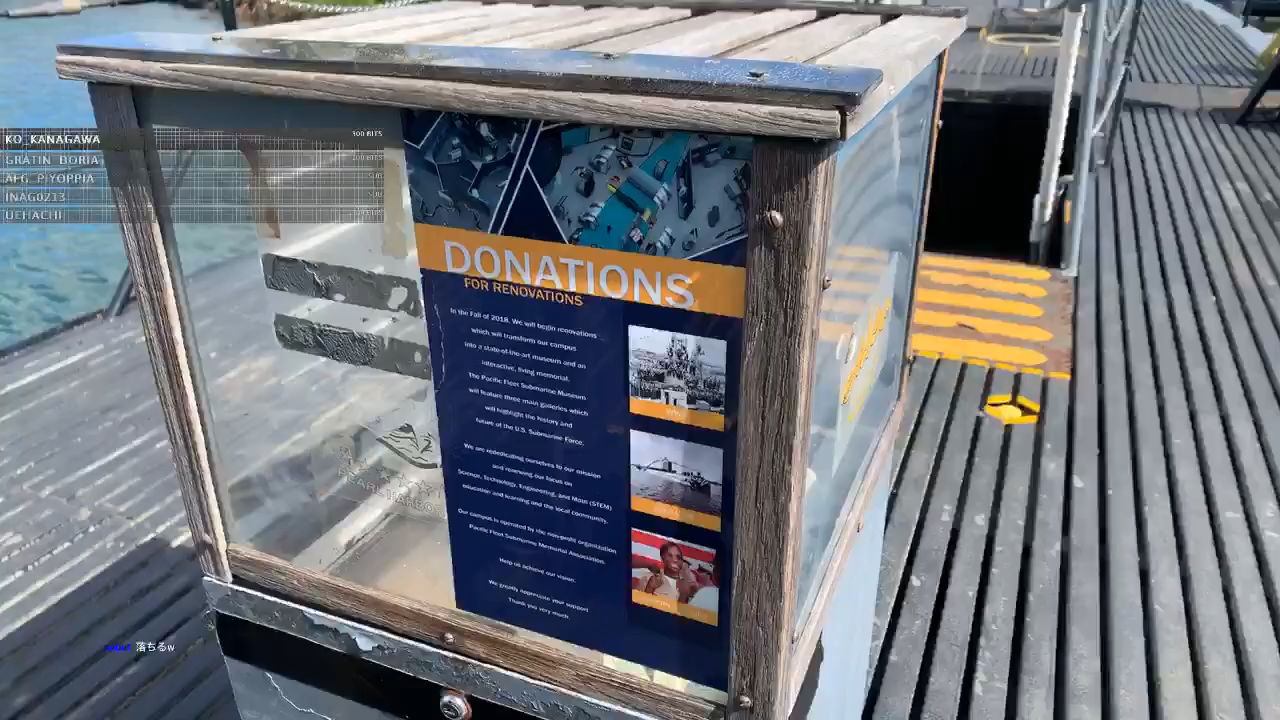 KO_KANAGAWA 100 BITS
GRATIN_BORIA 100 BITS
AFG_PIYOPPIA
INAG0213
UEHACHI
DONATIONS
FOR RENOVATIONS
In the Fall of 2018, We will begin renovations
which will transform our campus
into a state-of-the-art museum and an
interactive, living memorial.
The Pacific Fleet Submarine Museum
will feature three main galleries which
will highlight the history and
future of the U.S. Submarine Force.
We are rededicating ourselves to our mission
and renewing our focus on
Science, Technology, Engineering, and Math (STEM)
education and learning and the local community.
Our campus is operated by the non-profit organization
Pacific Fleet Submarine Memorial Association.
Help us achieve our vision.
We greatly appreciate your support
Thank you very much.
PEARL HARBOR
落ちるw